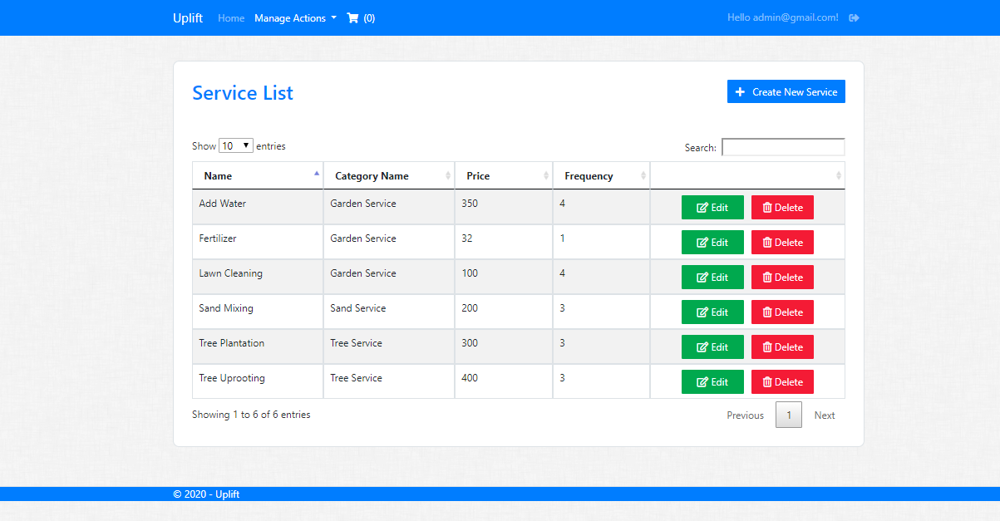 Uplift Home Manage Actions (0) Hello admin@gmail.com!
Service List Create New Service
Show 10 entries Search:
Name Category Name Price Frequency
Add Water Garden Service 350 4 Edit Delete
Fertilizer Garden Service 32 1 Edit Delete
Lawn Cleaning Garden Service 100 4 Edit Delete
Sand Mixing Sand Service 200 3 Edit Delete
Tree Plantation Tree Service 300 3 Edit Delete
Tree Uprooting Tree Service 400 3 Edit Delete
Showing 1 to 6 of 6 entries Previous 1 Next
© 2020 - Uplift